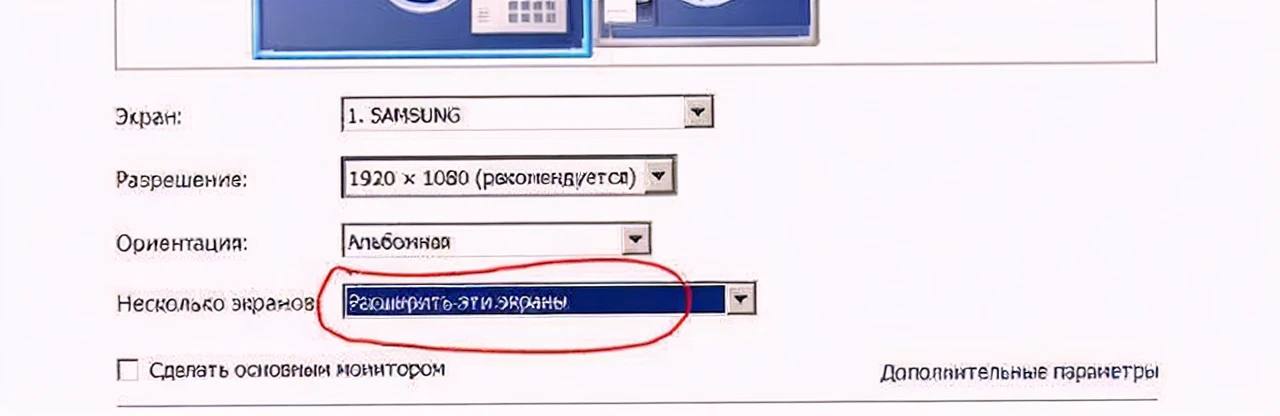 Экран: 1. SAMSUNG
Разрешение: 1920 × 1080 (рекомендуется)
Ориентация: Альбомная
Несколько экранов: Расширить эти экраны
Сделать основным монитором Дополнительные параметры